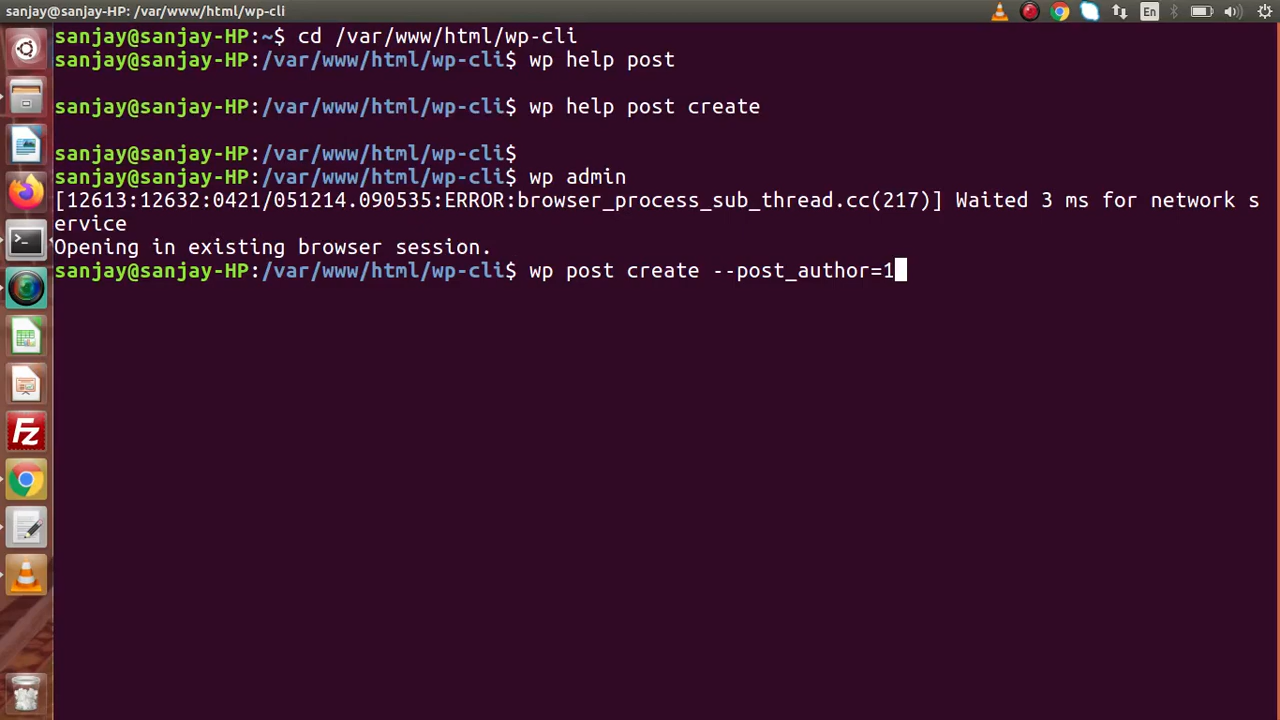 sanjay@sanjay-HP: /var/www/html/wp-cli
En
sanjay@sanjay-HP:~$ cd /var/www/html/wp-cli
sanjay@sanjay-HP:/var/www/html/wp-cli$ wp help post
sanjay@sanjay-HP:/var/www/html/wp-cli$ wp help post create
sanjay@sanjay-HP:/var/www/html/wp-cli$
sanjay@sanjay-HP:/var/www/html/wp-cli$ wp admin
[12613:12632:0421/051214.090535:ERROR:browser_process_sub_thread.cc(217)] Waited 3 ms for network s
ervice
Opening in existing browser session.
sanjay@sanjay-HP:/var/www/html/wp-cli$ wp post create --post_author=1
Fz